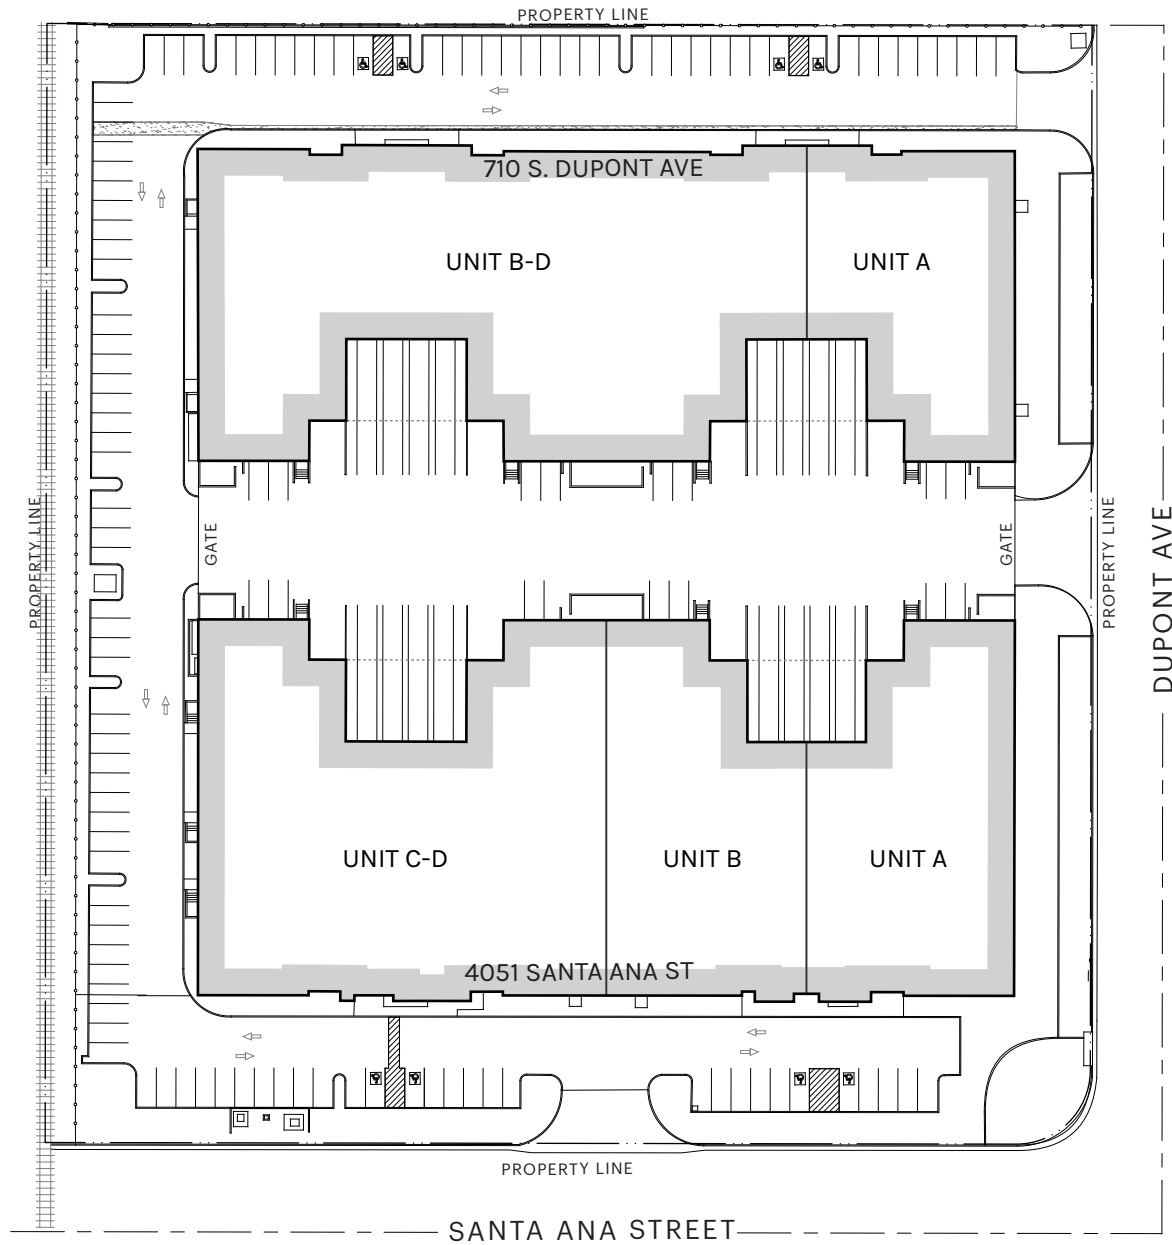 PROPERTY LINE
710 S. DUPONT AVE
UNIT B-D
UNIT A
PROPERTY LINE
GATE
GATE
PROPERTY LINE
DUPONT AVE
UNIT C-D
UNIT B
UNIT A
4051 SANTA ANA ST
PROPERTY LINE
SANTA ANA STREET